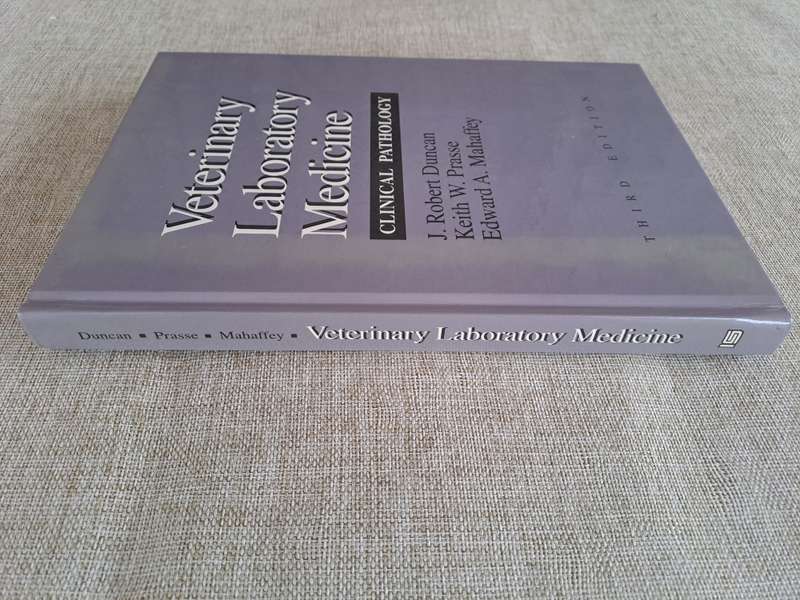 Veterinary
Laboratory
Medicine
CLINICAL PATHOLOGY
J. Robert Duncan
Keith W. Prasse
Edward A. Mahaffey
THIRD EDITION
Duncan ▪ Prasse ▪ Mahaffey ▪ Veterinary Laboratory Medicine